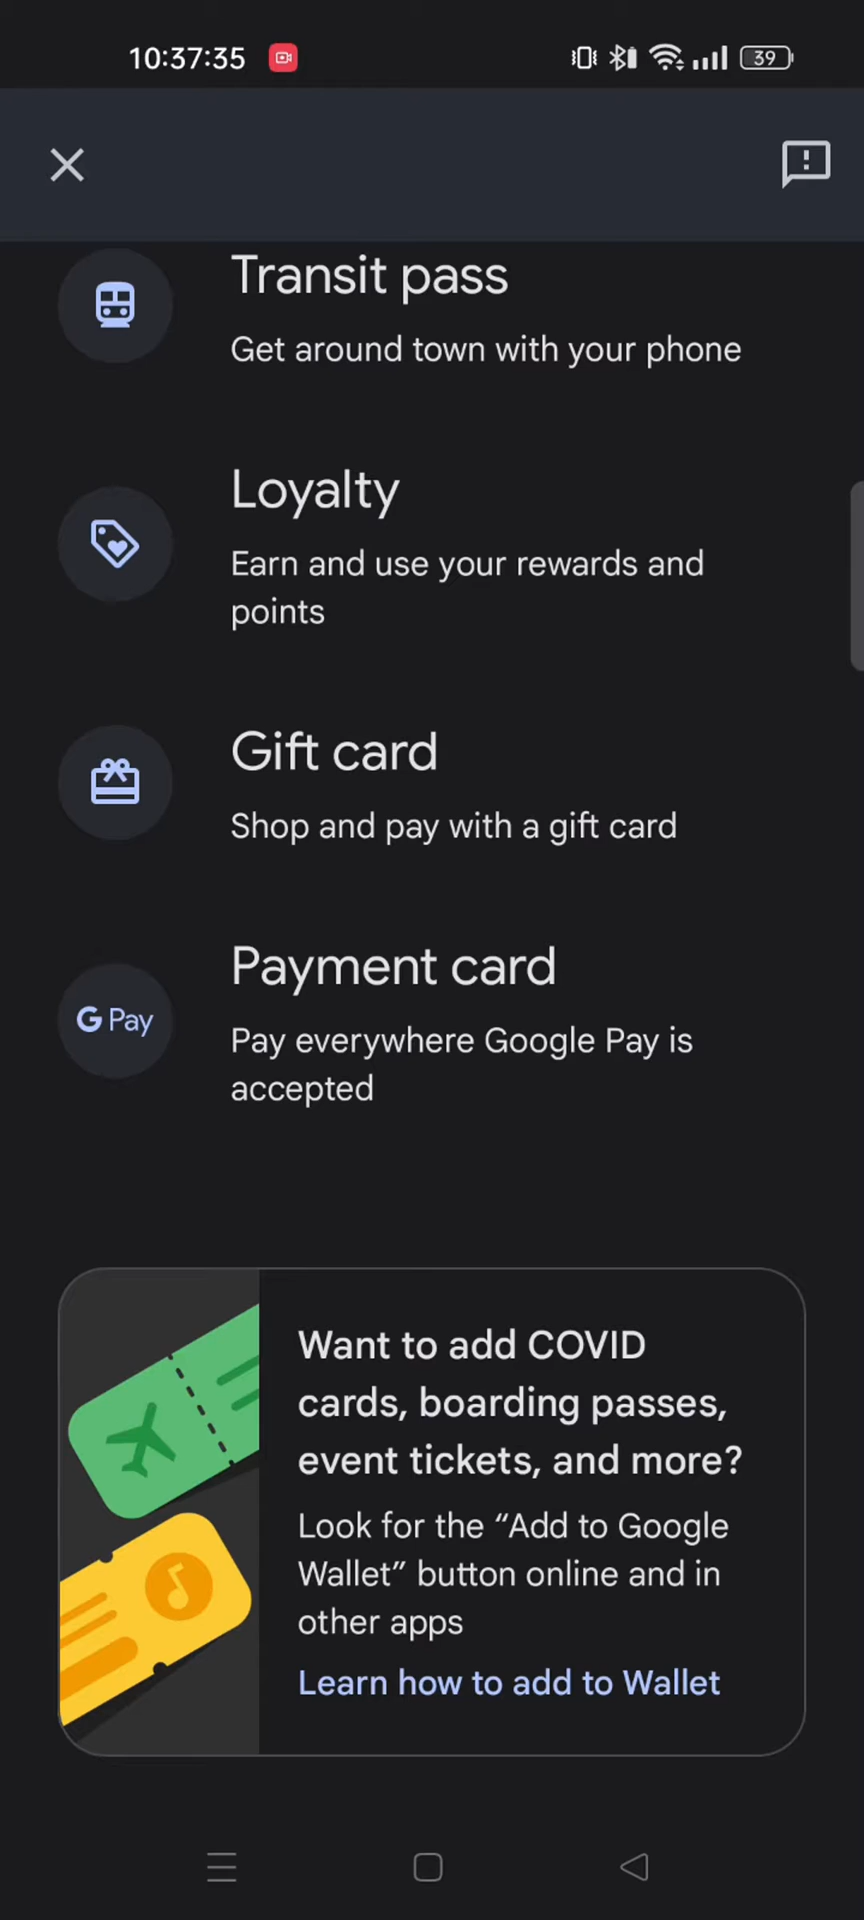 10:37:35
39
Transit pass
Get around town with your phone
Loyalty
Earn and use your rewards and
points
Gift card
Shop and pay with a gift card
G Pay
Payment card
Pay everywhere Google Pay is
accepted
Want to add COVID
cards, boarding passes,
event tickets, and more?
Look for the “Add to Google
Wallet” button online and in
other apps
Learn how to add to Wallet